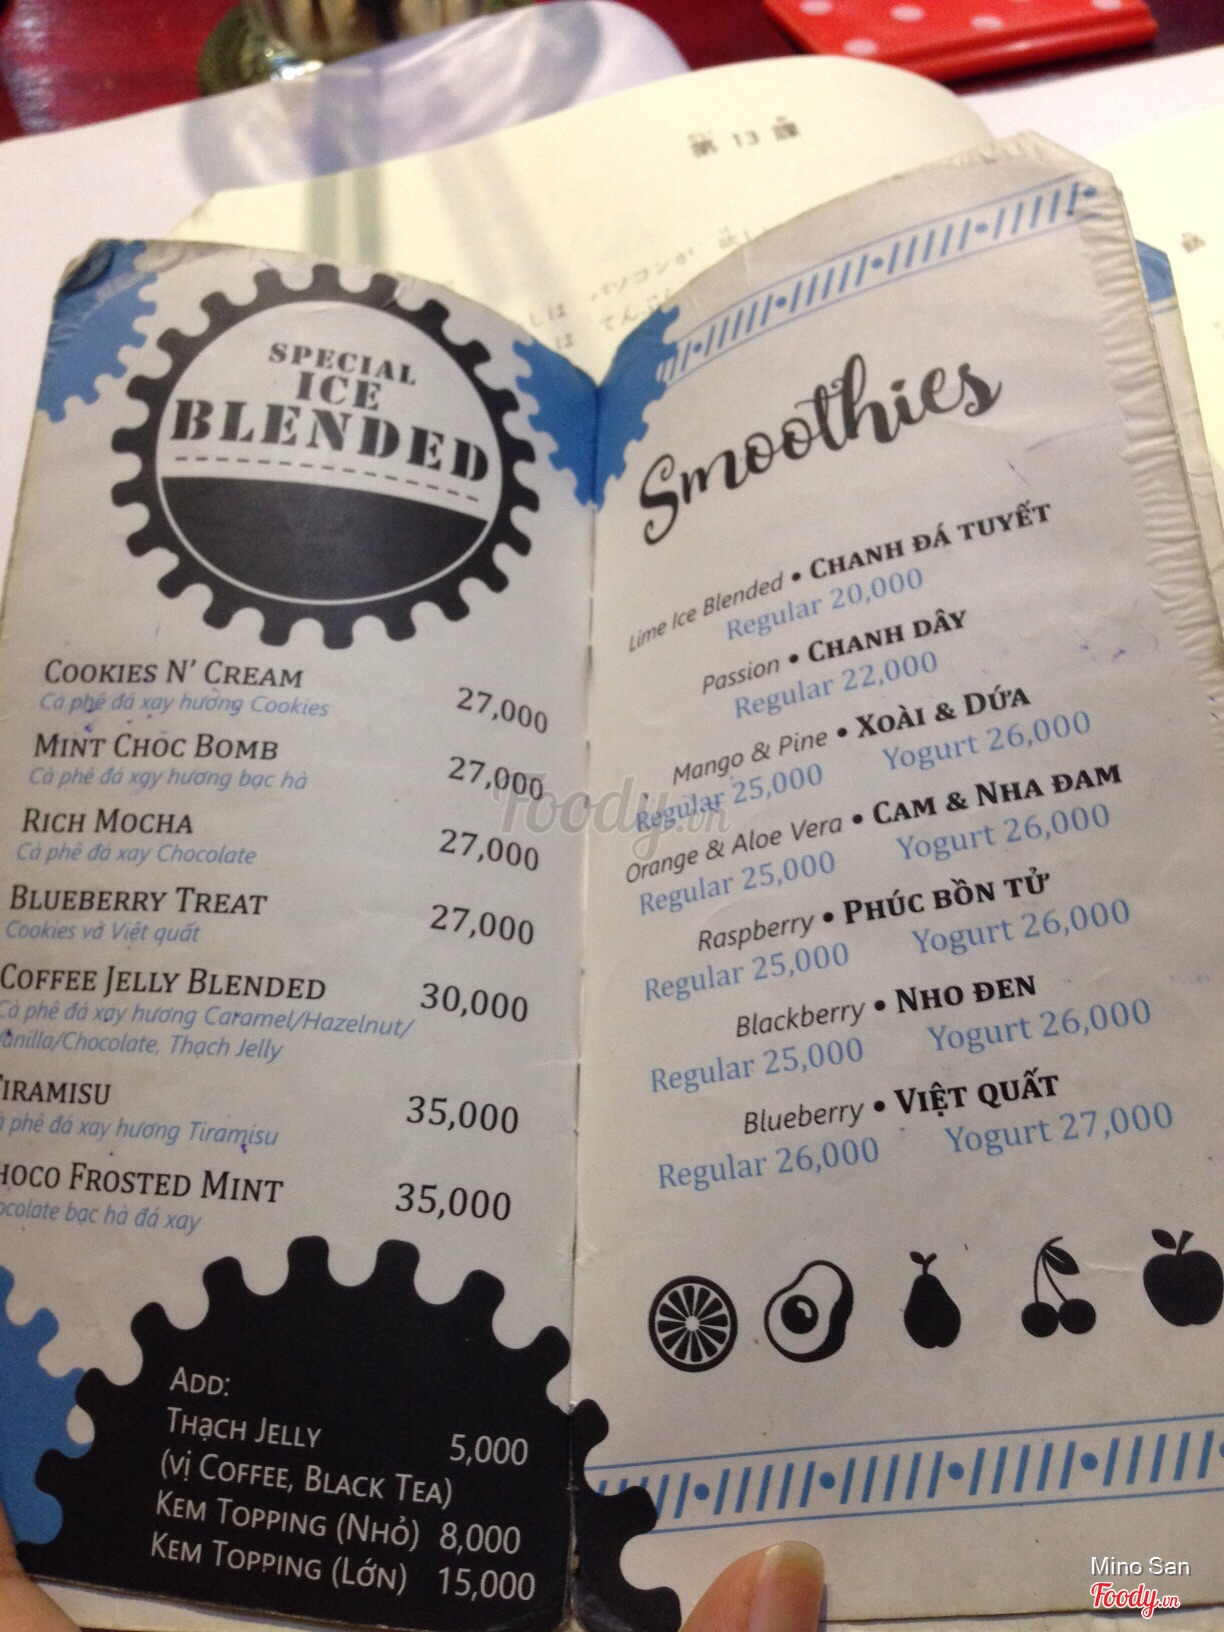 第 13 課
SPECIAL
ICE
BLENDED
COOKIES N' CREAM 27,000
Cà phê đá xay hương Cookies
MINT CHOC BOMB 27,000
Cà phê đá xay hương bạc hà
RICH MOCHA 27,000
Cà phê đá xay Chocolate
BLUEBERRY TREAT 27,000
Cookies và Việt quất
COFFEE JELLY BLENDED 30,000
Cà phê đá xay hương Caramel/Hazelnut/
Vanilla/Chocolate, Thạch Jelly
TIRAMISU 35,000
phê đá xay hương Tiramisu
HOCO FROSTED MINT 35,000
ocolate bạc hà đá xay
ADD:
THẠCH JELLY 5,000
(VỊ COFFEE, BLACK TEA)
KEM TOPPING (NHỎ) 8,000
KEM TOPPING (LỚN) 15,000
Smoothies
Lime Ice Blended • CHANH ĐÁ TUYẾT
Regular 20,000
Passion • CHANH DÂY
Regular 22,000
Mango & Pine • XOÀI & DỨA
Regular 25,000 Yogurt 26,000
Orange & Aloe Vera • CAM & NHA ĐAM
Regular 25,000 Yogurt 26,000
Raspberry • PHÚC BỒN TỬ
Regular 25,000 Yogurt 26,000
Blackberry • NHO ĐEN
Regular 25,000 Yogurt 26,000
Blueberry • VIỆT QUẤT
Regular 26,000 Yogurt 27,000
Foody.vn
Mino San
Foody.vn